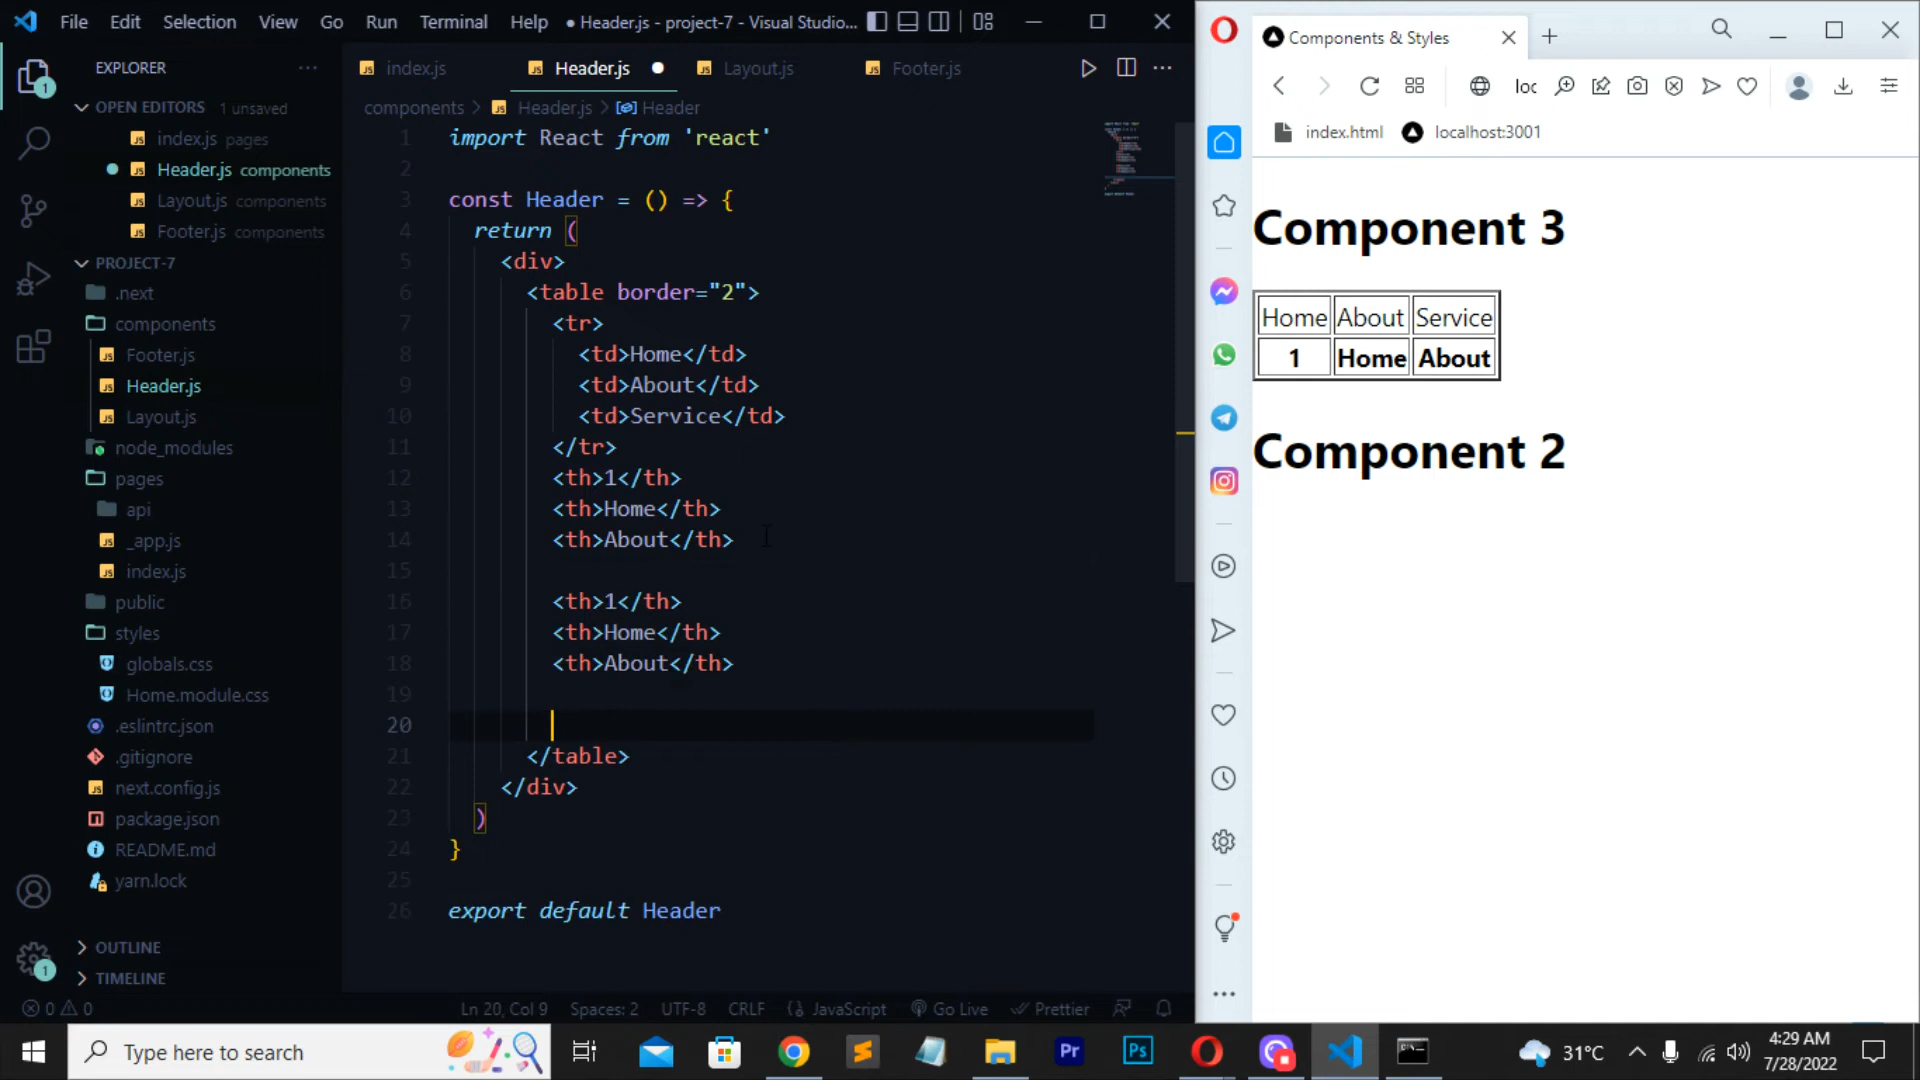 File Edit Selection View Go Run Terminal Help ● Header.js - project-7 - Visual Studio...
EXPLORER
OPEN EDITORS 1 unsaved
index.js pages
Header.js components
Layout.js components
Footer.js components
PROJECT-7
.next
components
Footer.js
Header.js
Layout.js
node_modules
pages
api
_app.js
index.js
public
styles
globals.css
Home.module.css
.eslintrc.json
.gitignore
next.config.js
package.json
README.md
yarn.lock
OUTLINE
TIMELINE
index.js Header.js Layout.js Footer.js
components > Header.js > Header
1 import React from 'react'
2
3 const Header = () => {
4 return (
5 <div>
6 <table border="2">
7 <tr>
8 <td>Home</td>
9 <td>About</td>
10 <td>Service</td>
11 </tr>
12 <th>1</th>
13 <th>Home</th>
14 <th>About</th>
15
16 <th>1</th>
17 <th>Home</th>
18 <th>About</th>
19
20
21 </table>
22 </div>
23 )
24 }
25
26 export default Header
0 0 Ln 20, Col 9 Spaces: 2 UTF-8 CRLF {} JavaScript Go Live Prettier
Components & Styles
loc
index.html localhost:3001
Component 3
Home About Service
1 Home About
Component 2
Type here to search
Pr Ps
31°C
4:29 AM
7/28/2022